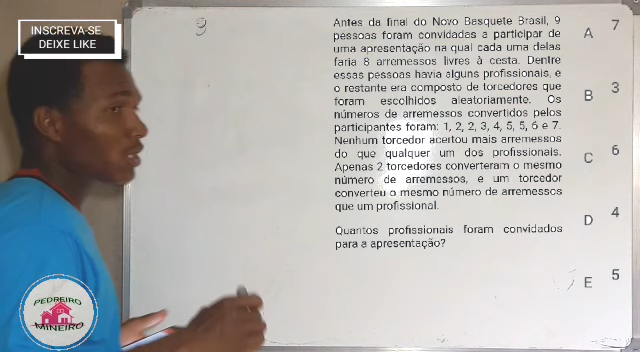 INSCREVA-SE
DEIXE LIKE
9
Antes da final do Novo Basquete Brasil, 9
pessoas foram convidadas a participar de
uma apresentação na qual cada uma delas
faria 8 arremessos livres à cesta. Dentre
essas pessoas havia alguns profissionais, e
o restante era composto de torcedores que
foram escolhidos aleatoriamente. Os
números de arremessos convertidos pelos
participantes foram: 1, 2, 2, 3, 4, 5, 5, 6 e 7.
Nenhum torcedor acertou mais arremessos
do que qualquer um dos profissionais.
Apenas 2 torcedores converteram o mesmo
número de arremessos, e um torcedor
converteu o mesmo número de arremessos
que um profissional.
Quantos profissionais foram convidados
para a apresentação?
A 7
B 3
C 6
D 4
E 5
PEDREIRO
MINEIRO